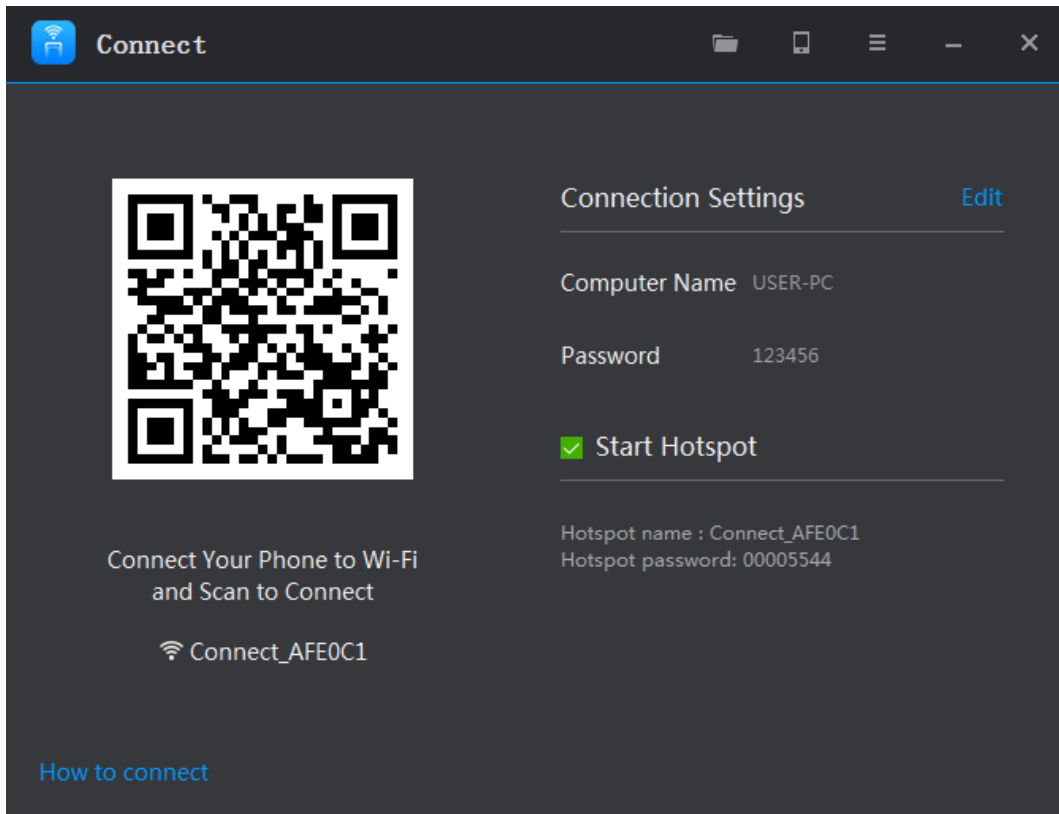 Connect
Connect Your Phone to Wi-Fi
and Scan to Connect
Connect_AFE0C1
How to connect
Connection Settings Edit
Computer Name USER-PC
Password 123456
Start Hotspot
Hotspot name : Connect_AFE0C1
Hotspot password: 00005544